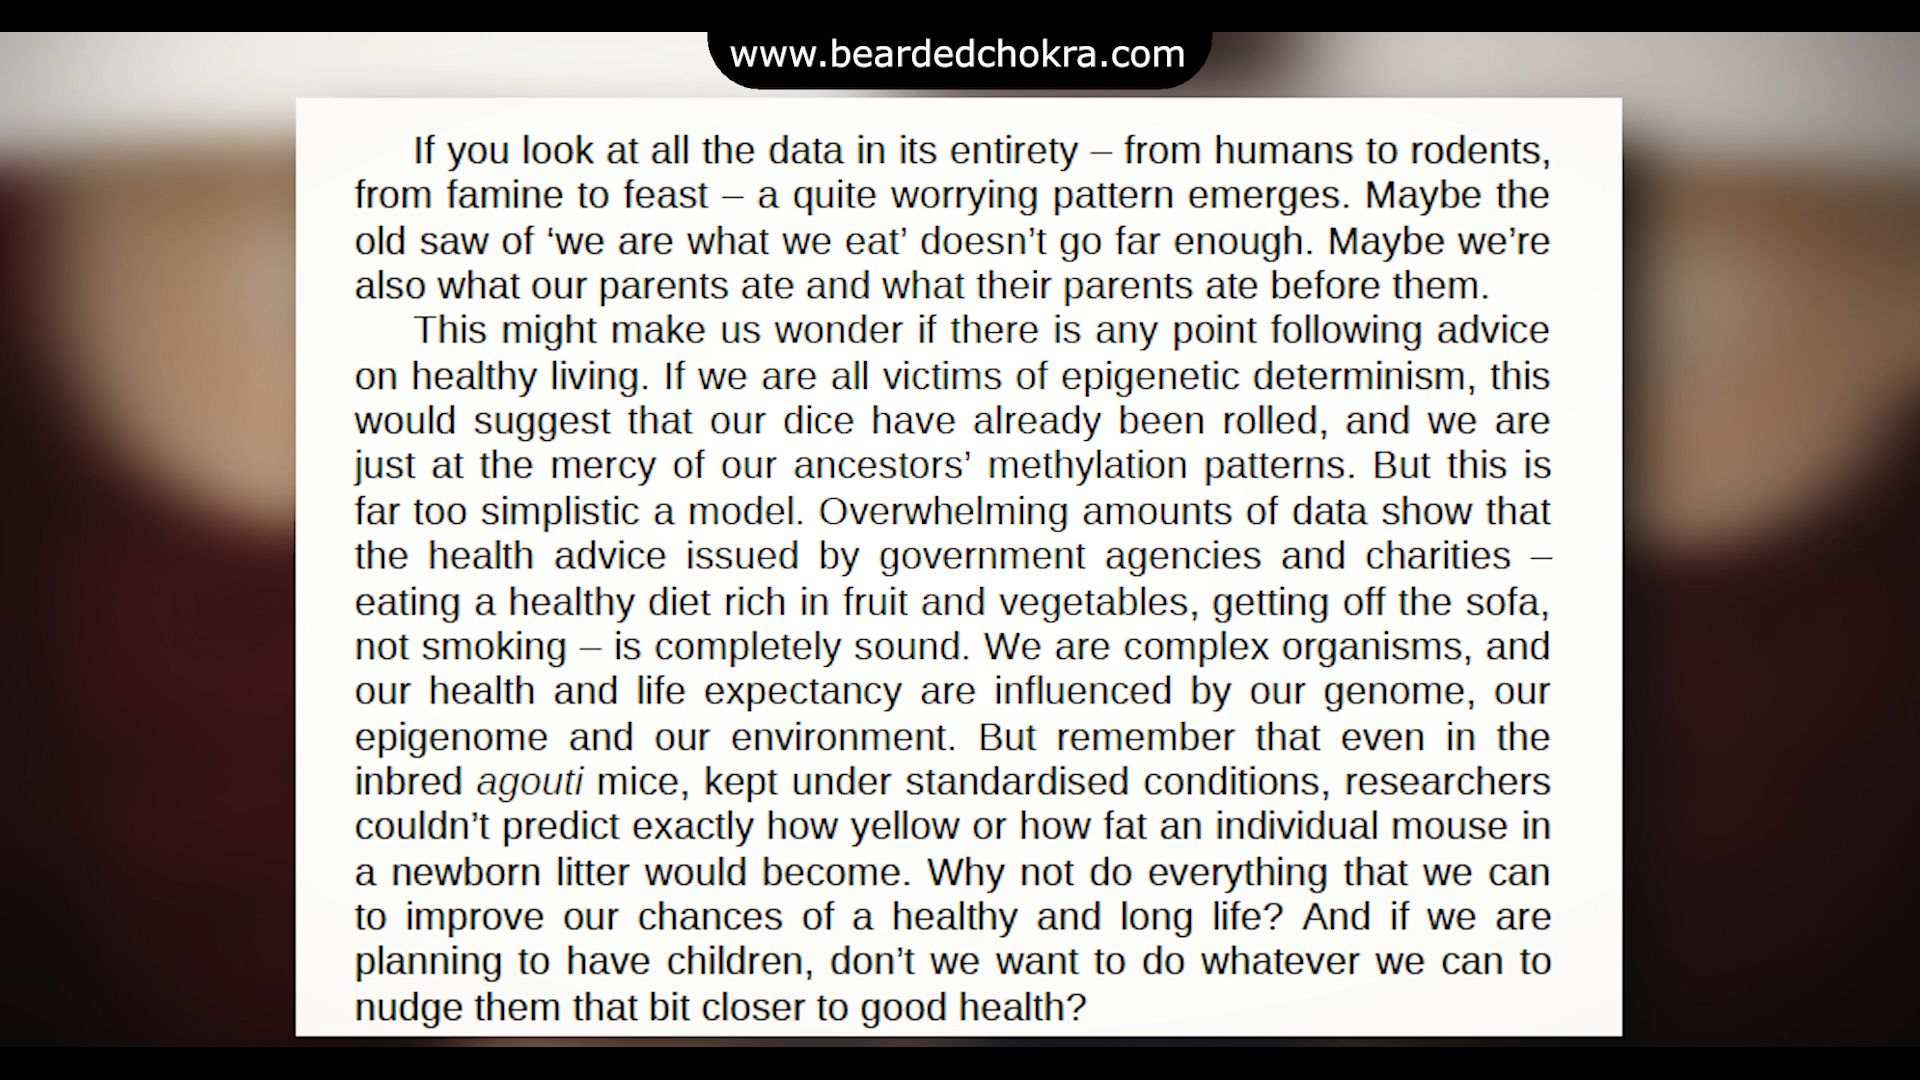 www.beardedchokra.com
If you look at all the data in its entirety – from humans to rodents,
from famine to feast – a quite worrying pattern emerges. Maybe the
old saw of ‘we are what we eat’ doesn’t go far enough. Maybe we’re
also what our parents ate and what their parents ate before them.
This might make us wonder if there is any point following advice
on healthy living. If we are all victims of epigenetic determinism, this
would suggest that our dice have already been rolled, and we are
just at the mercy of our ancestors’ methylation patterns. But this is
far too simplistic a model. Overwhelming amounts of data show that
the health advice issued by government agencies and charities –
eating a healthy diet rich in fruit and vegetables, getting off the sofa,
not smoking – is completely sound. We are complex organisms, and
our health and life expectancy are influenced by our genome, our
epigenome and our environment. But remember that even in the
inbred agouti mice, kept under standardised conditions, researchers
couldn’t predict exactly how yellow or how fat an individual mouse in
a newborn litter would become. Why not do everything that we can
to improve our chances of a healthy and long life? And if we are
planning to have children, don’t we want to do whatever we can to
nudge them that bit closer to good health?